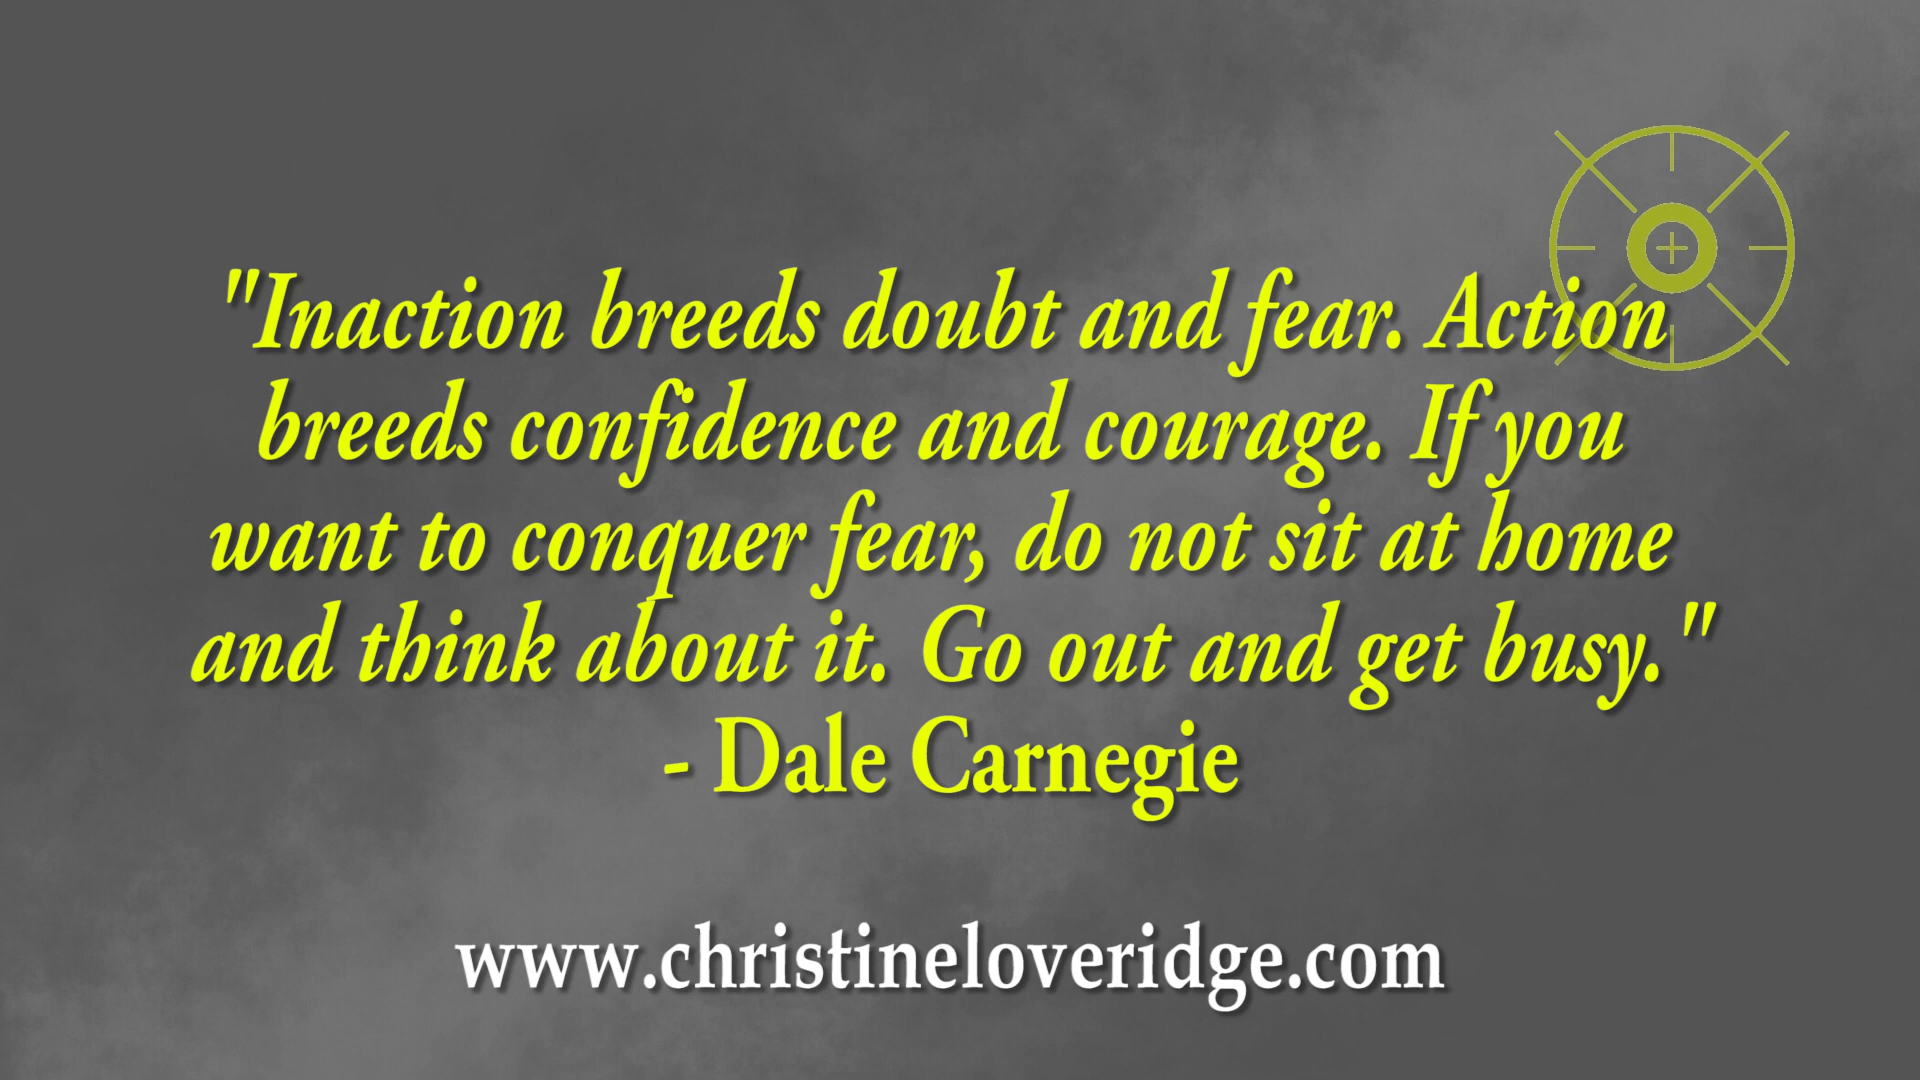 "Inaction breeds doubt and fear. Action
breeds confidence and courage. If you
want to conquer fear, do not sit at home
and think about it. Go out and get busy."
- Dale Carnegie
www.christineloveridge.com